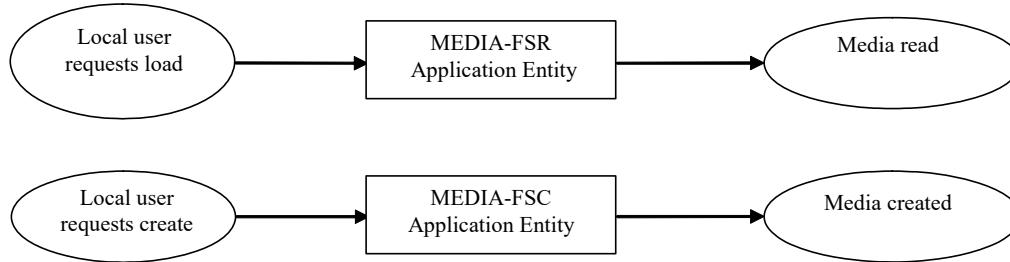 Local user
requests load
MEDIA-FSR
Application Entity
Media read
Local user
requests create
MEDIA-FSC
Application Entity
Media created